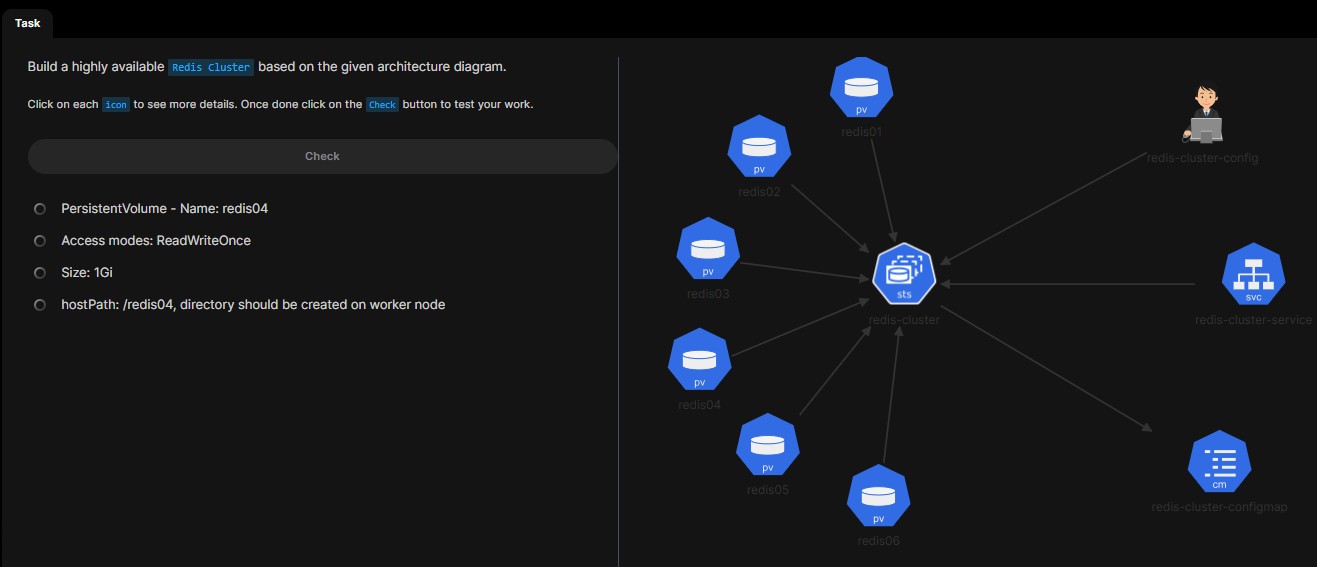 Task
Build a highly available Redis Cluster based on the given architecture diagram.
Click on each icon to see more details. Once done click on the Check button to test your work.
Check
PersistentVolume - Name: redis04
Access modes: ReadWriteOnce
Size: 1Gi
hostPath: /redis04, directory should be created on worker node
pv
redis01
pv
redis02
pv
redis03
pv
redis04
pv
redis05
pv
redis06
sts
redis-cluster
redis-cluster-config
svc
redis-cluster-service
cm
redis-cluster-configmap